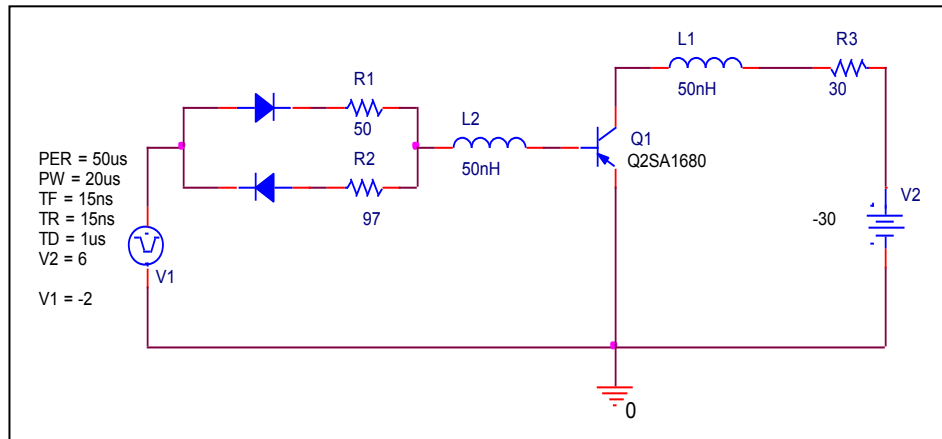 L1
50nH
R3
30
R1
50
L2
50nH
R2
97
Q1
Q2SA1680
PER = 50us
PW = 20us
TF = 15ns
TR = 15ns
TD = 1us
V2 = 6
V1 = -2
V1
V2
-30
0